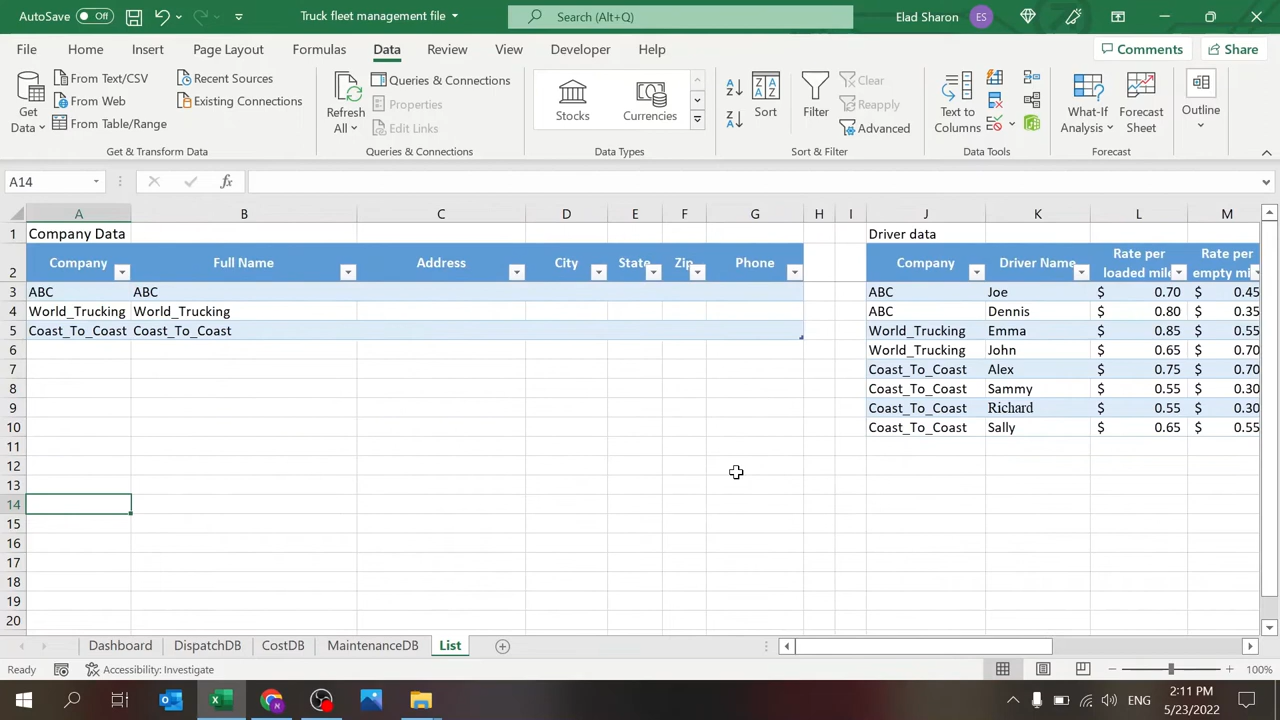 AutoSave Off Truck fleet management file Search (Alt+Q) Elad Sharon ES
File Home Insert Page Layout Formulas Data Review View Developer Help Comments Share
Get Data
From Text/CSV
From Web
From Table/Range
Recent Sources
Existing Connections
Get & Transform Data
Refresh All
Queries & Connections
Properties
Edit Links
Queries & Connections
Stocks Currencies
Data Types
Sort Filter
Clear
Reapply
Advanced
Sort & Filter
Text to Columns
Data Tools
What-If Analysis
Forecast Sheet
Forecast
Outline
A14 fx
A B C D E F G H I J K L M
1 Company Data Driver data
2 Company Full Name Address City State Zip Phone Company Driver Name Rate per loaded mile Rate per empty mi
3 ABC ABC ABC Joe $ 0.70 $ 0.45
4 World_Trucking World_Trucking ABC Dennis $ 0.80 $ 0.35
5 Coast_To_Coast Coast_To_Coast World_Trucking Emma $ 0.85 $ 0.55
6 World_Trucking John $ 0.65 $ 0.70
7 Coast_To_Coast Alex $ 0.75 $ 0.70
8 Coast_To_Coast Sammy $ 0.55 $ 0.30
9 Coast_To_Coast Richard $ 0.55 $ 0.30
10 Coast_To_Coast Sally $ 0.65 $ 0.55
11
12
13
14
15
16
17
18
19
20
Dashboard DispatchDB CostDB MaintenanceDB List
Ready Accessibility: Investigate 100%
ENG 2:11 PM
5/23/2022